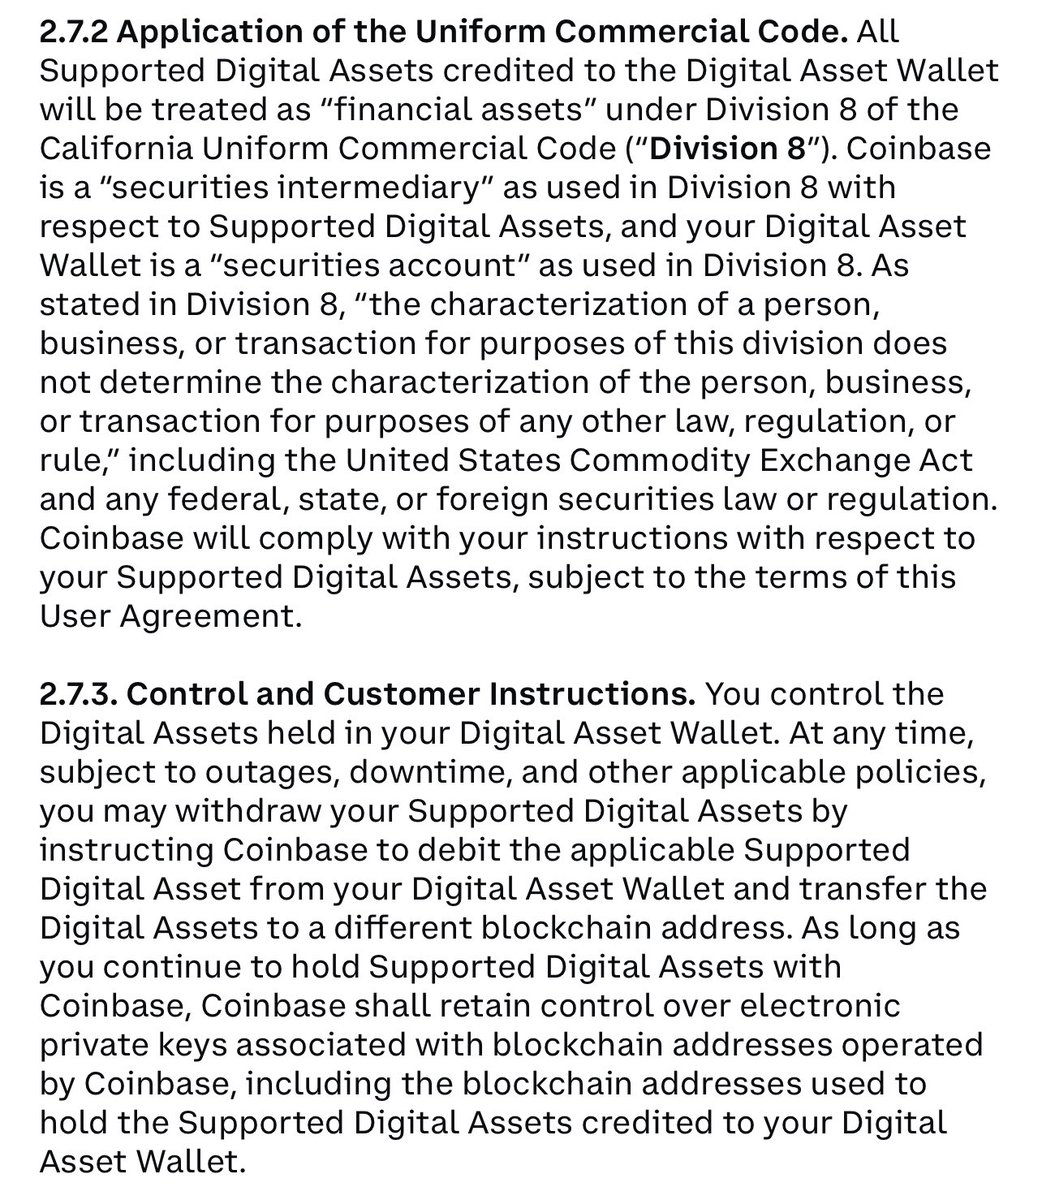 2.7.2 Application of the Uniform Commercial Code. All
Supported Digital Assets credited to the Digital Asset Wallet
will be treated as “financial assets” under Division 8 of the
California Uniform Commercial Code (“Division 8”). Coinbase
is a “securities intermediary” as used in Division 8 with
respect to Supported Digital Assets, and your Digital Asset
Wallet is a “securities account” as used in Division 8. As
stated in Division 8, “the characterization of a person,
business, or transaction for purposes of this division does
not determine the characterization of the person, business,
or transaction for purposes of any other law, regulation, or
rule,” including the United States Commodity Exchange Act
and any federal, state, or foreign securities law or regulation.
Coinbase will comply with your instructions with respect to
your Supported Digital Assets, subject to the terms of this
User Agreement.
2.7.3. Control and Customer Instructions. You control the
Digital Assets held in your Digital Asset Wallet. At any time,
subject to outages, downtime, and other applicable policies,
you may withdraw your Supported Digital Assets by
instructing Coinbase to debit the applicable Supported
Digital Asset from your Digital Asset Wallet and transfer the
Digital Assets to a different blockchain address. As long as
you continue to hold Supported Digital Assets with
Coinbase, Coinbase shall retain control over electronic
private keys associated with blockchain addresses operated
by Coinbase, including the blockchain addresses used to
hold the Supported Digital Assets credited to your Digital
Asset Wallet.